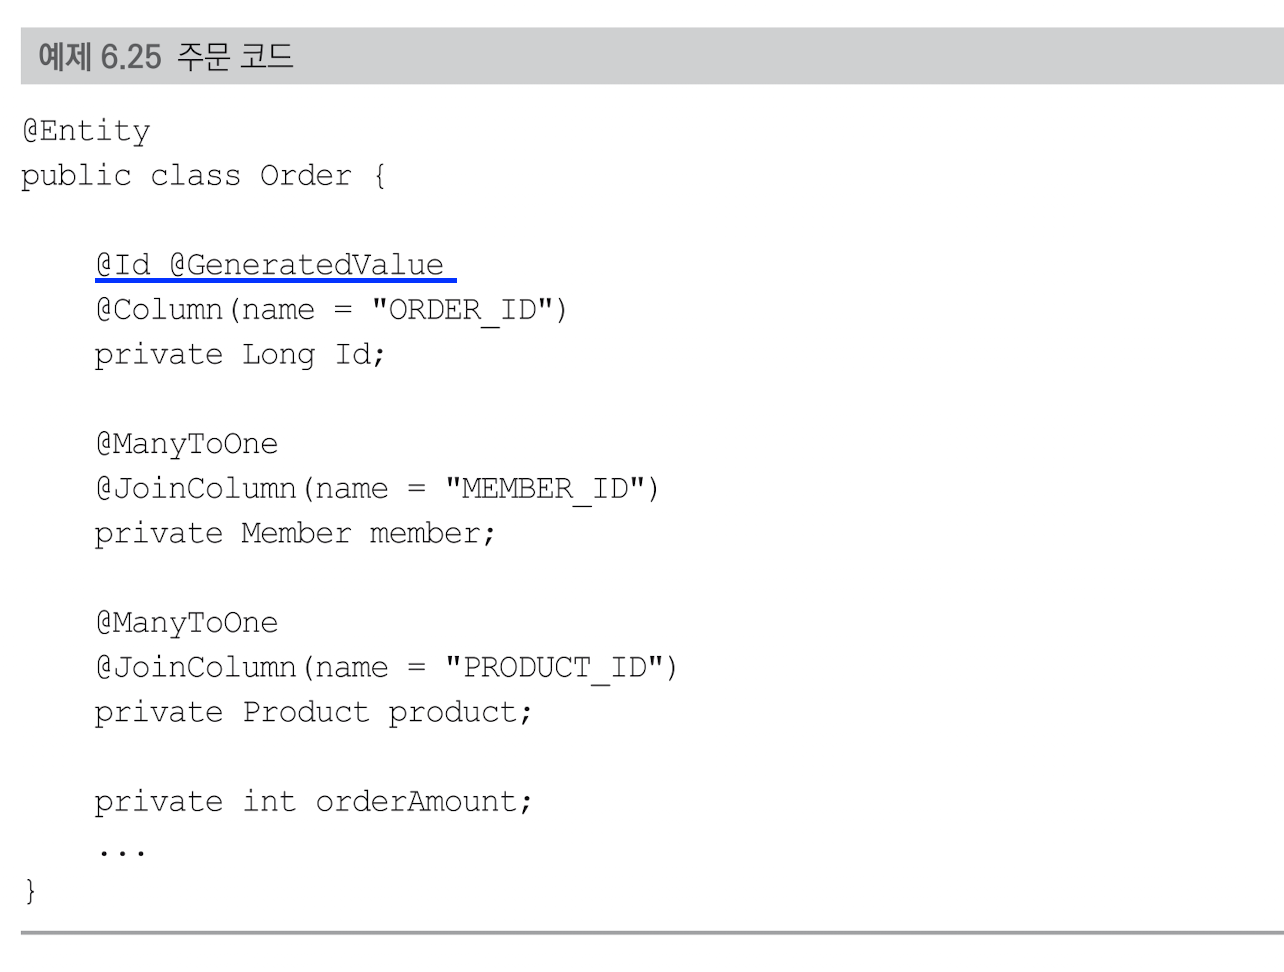 예제 6.25 주문 코드
@Entity
public class Order {
@Id @GeneratedValue
@Column(name = "ORDER_ID")
private Long Id;
@ManyToOne
@JoinColumn(name = "MEMBER_ID")
private Member member;
@ManyToOne
@JoinColumn(name = "PRODUCT_ID")
private Product product;
private int orderAmount;
...
}